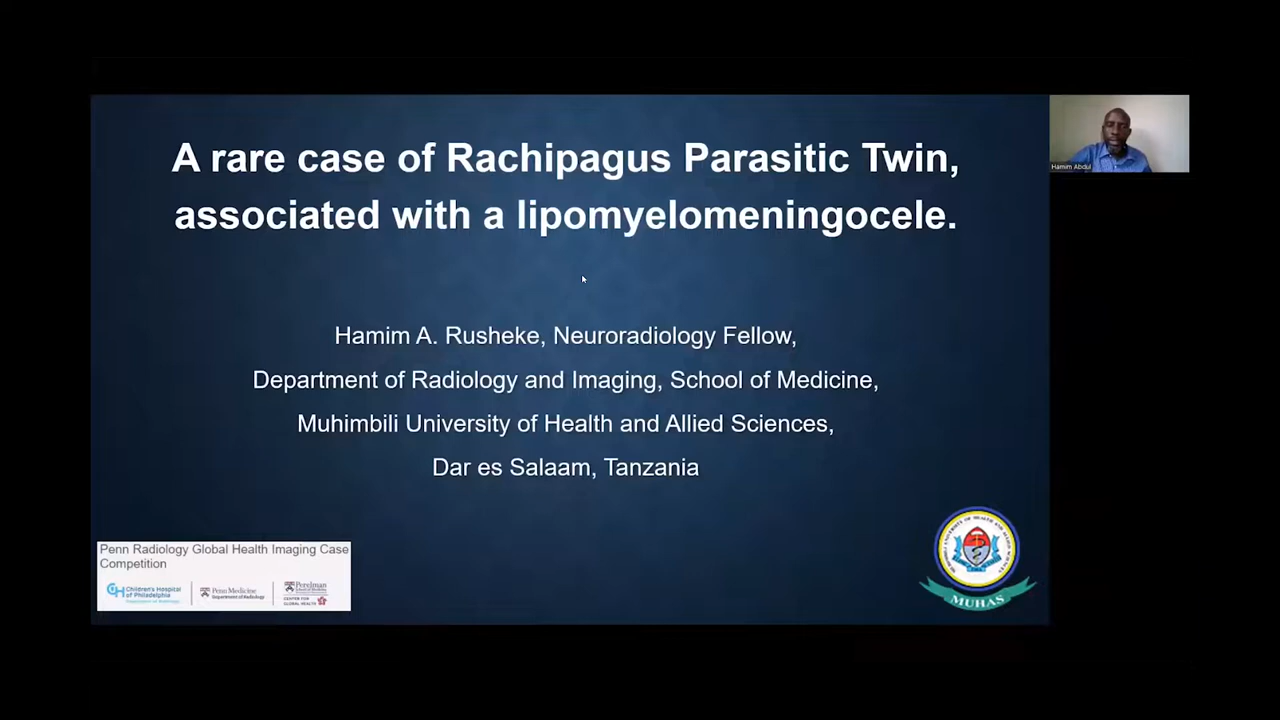 A rare case of Rachipagus Parasitic Twin,
associated with a lipomyelomeningocele.
Hamim Abdul
Hamim A. Rusheke, Neuroradiology Fellow,
Department of Radiology and Imaging, School of Medicine,
Muhimbili University of Health and Allied Sciences,
Dar es Salaam, Tanzania
Penn Radiology Global Health Imaging Case
Competition
Children's Hospital
of Philadelphia
Penn Medicine
Department of Radiology
Perelman
School of Medicine
CENTER FOR
GLOBAL HEALTH
MUHAS